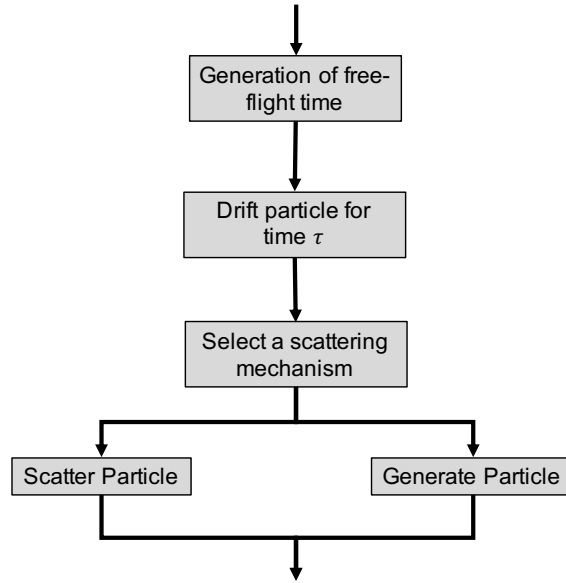 Generation of free-
flight time
Drift particle for
time τ
Select a scattering
mechanism
Scatter Particle
Generate Particle